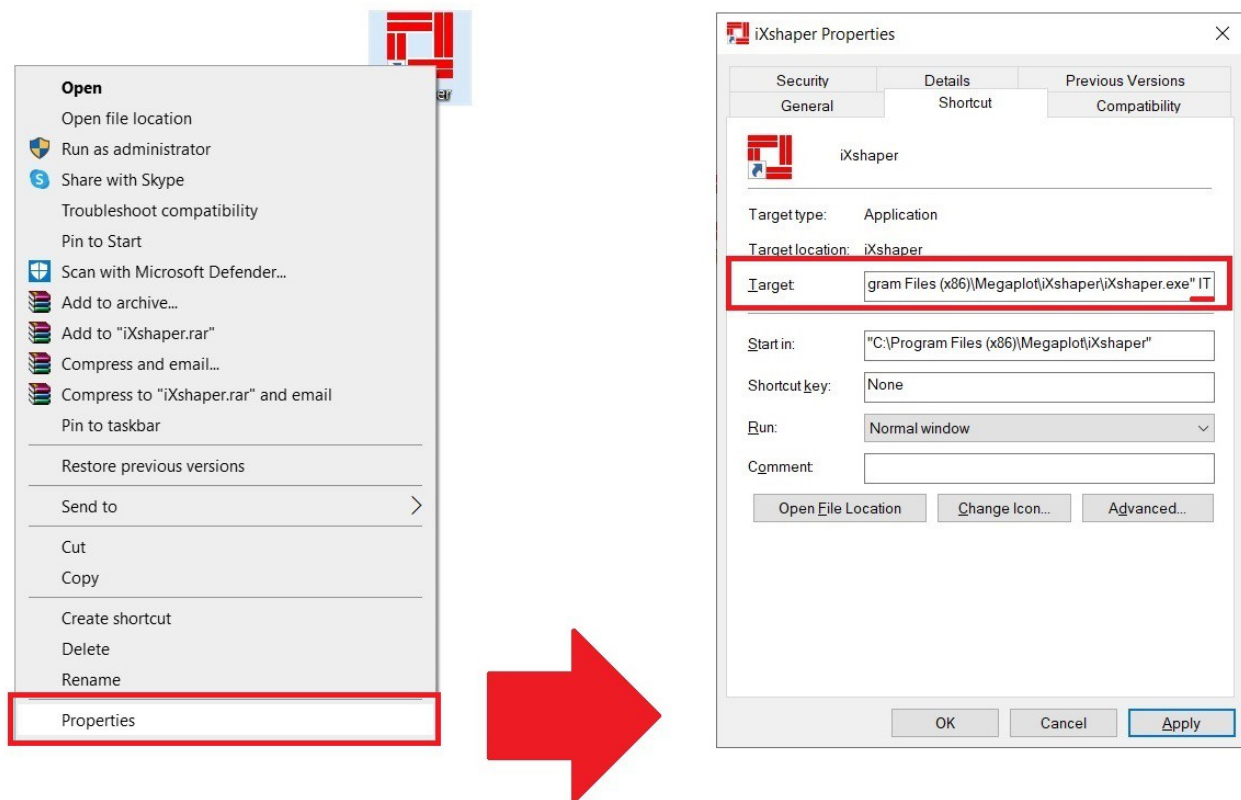 er
Open
Open file location
Run as administrator
Share with Skype
Troubleshoot compatibility
Pin to Start
Scan with Microsoft Defender...
Add to archive...
Add to "iXshaper.rar"
Compress and email...
Compress to "iXshaper.rar" and email
Pin to taskbar
Restore previous versions
Send to
Cut
Copy
Create shortcut
Delete
Rename
Properties
iXshaper Properties
Security Details Previous Versions
General Shortcut Compatibility
iXshaper
Target type: Application
Target location: iXshaper
Target: gram Files (x86)\Megaplot\iXshaper\iXshaper.exe" IT
Start in: "C:\Program Files (x86)\Megaplot\iXshaper"
Shortcut key: None
Run: Normal window
Comment:
Open File Location Change Icon... Advanced...
OK Cancel Apply